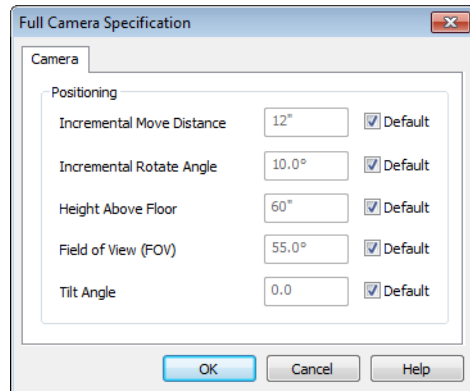 Full Camera Specification
Camera
Positioning
Incremental Move Distance 12" Default
Incremental Rotate Angle 10.0° Default
Height Above Floor 60" Default
Field of View (FOV) 55.0° Default
Tilt Angle 0.0 Default
OK Cancel Help